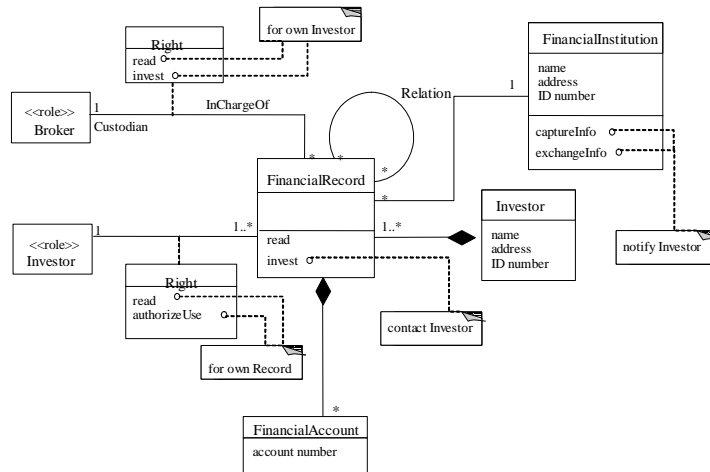 Right
read
invest
for own Investor
FinancialInstitution
name
address
ID number
captureInfo
exchangeInfo
Relation
1
<<role>>
Broker
1
Custodian
InChargeOf
*
*
*
*
FinancialRecord
read
invest
1..*
1..*
Investor
name
address
ID number
notify Investor
<<role>>
Investor
1
Right
read
authorizeUse
for own Record
contact Investor
*
FinancialAccount
account number